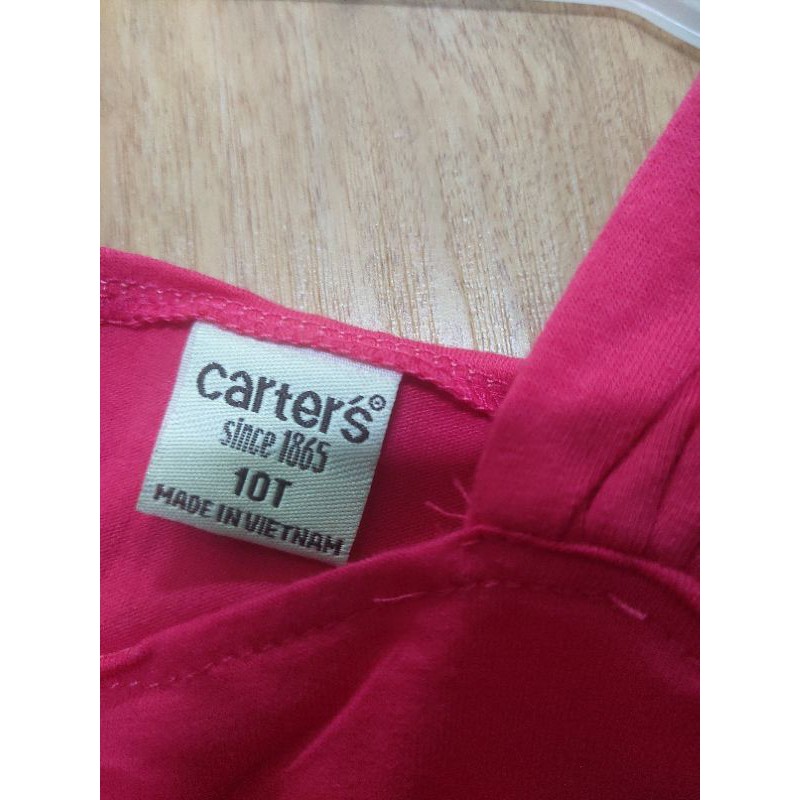 carter's®
since 1865
10T
MADE IN VIETNAM